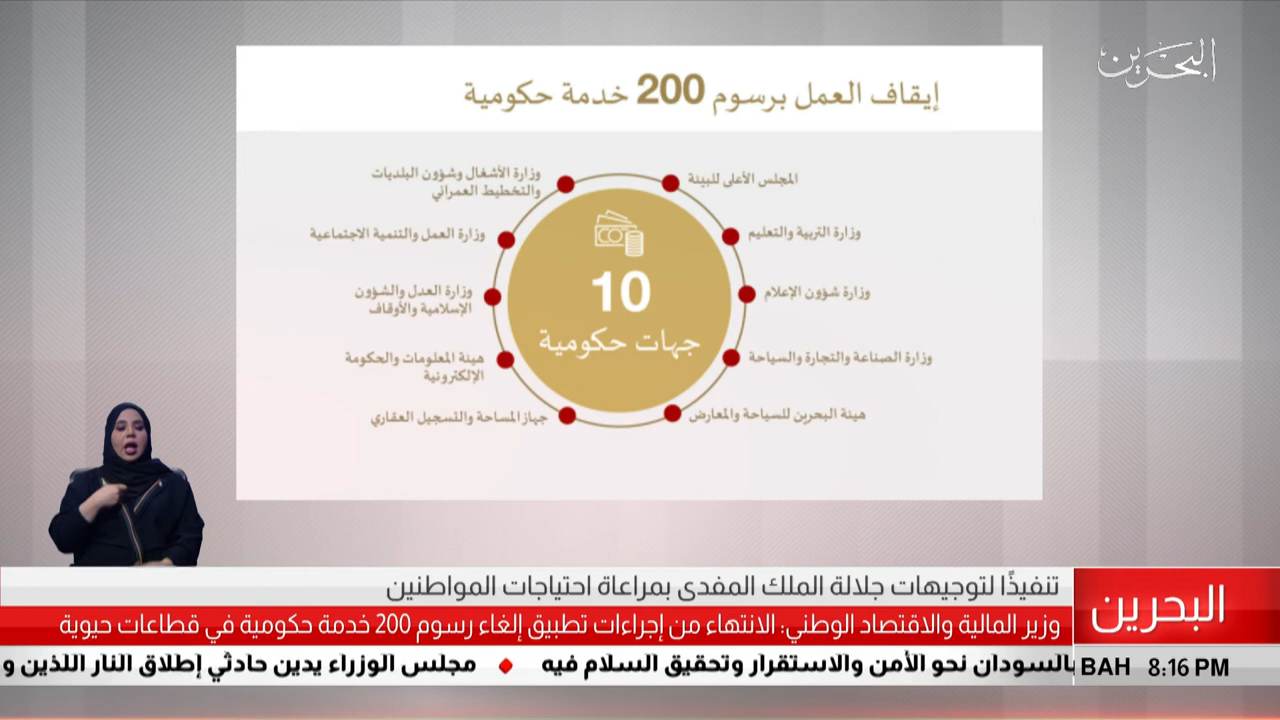 البحرين
إيقاف العمل برسوم 200 خدمة حكومية
المجلس الأعلى للبيئة
وزارة التربية والتعليم
وزارة شؤون الإعلام
وزارة الصناعة والتجارة والسياحة
هيئة البحرين للسياحة والمعارض
وزارة الأشغال وشؤون البلديات
والتخطيط العمراني
وزارة العمل والتنمية الاجتماعية
وزارة العدل والشؤون
الإسلامية والأوقاف
هيئة المعلومات والحكومة
الإلكترونية
جهاز المساحة والتسجيل العقاري
10
جهات حكومية
البحرين
تنفيذًا لتوجيهات جلالة الملك المفدى بمراعاة احتياجات المواطنين
وزير المالية والاقتصاد الوطني: الانتهاء من إجراءات تطبيق إلغاء رسوم 200 خدمة حكومية في قطاعات حيوية
BAH 8:16 PM
بالسودان نحو الأمن والاستقرار وتحقيق السلام فيه ♦ مجلس الوزراء يدين حادثي إطلاق النار اللذين و